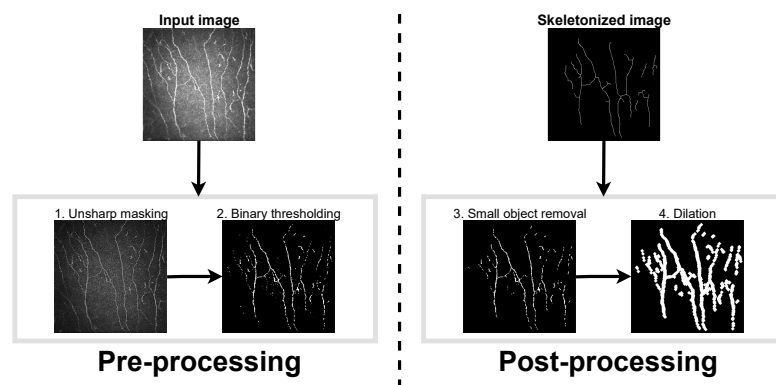 Input image
1. Unsharp masking
2. Binary thresholding
Pre-processing
Skeletonized image
3. Small object removal
4. Dilation
Post-processing